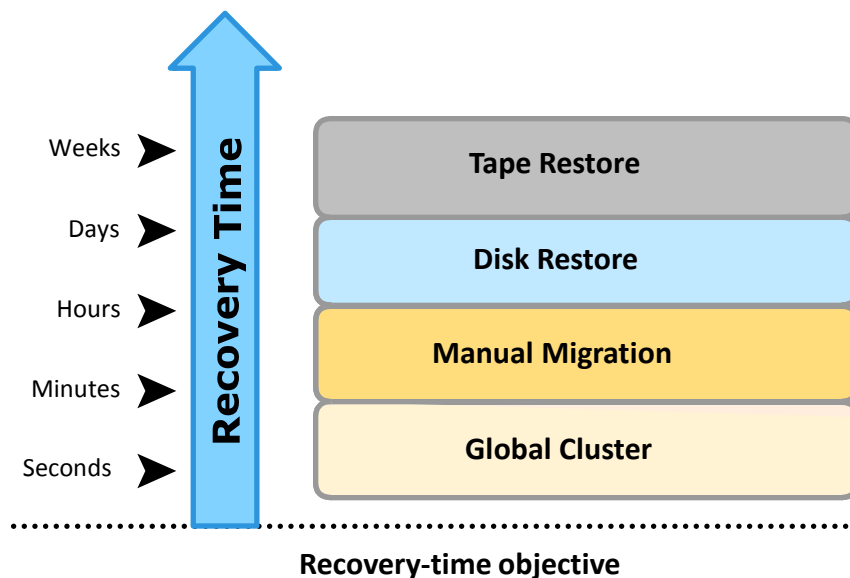 Weeks
Days
Hours
Minutes
Seconds
Recovery Time
Tape Restore
Disk Restore
Manual Migration
Global Cluster
Recovery-time objective